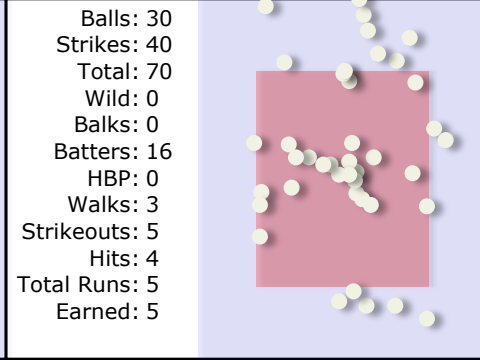 Balls: 30
Strikes: 40
Total: 70
Wild: 0
Balks: 0
Batters: 16
HBP: 0
Walks: 3
Strikeouts: 5
Hits: 4
Total Runs: 5
Earned: 5